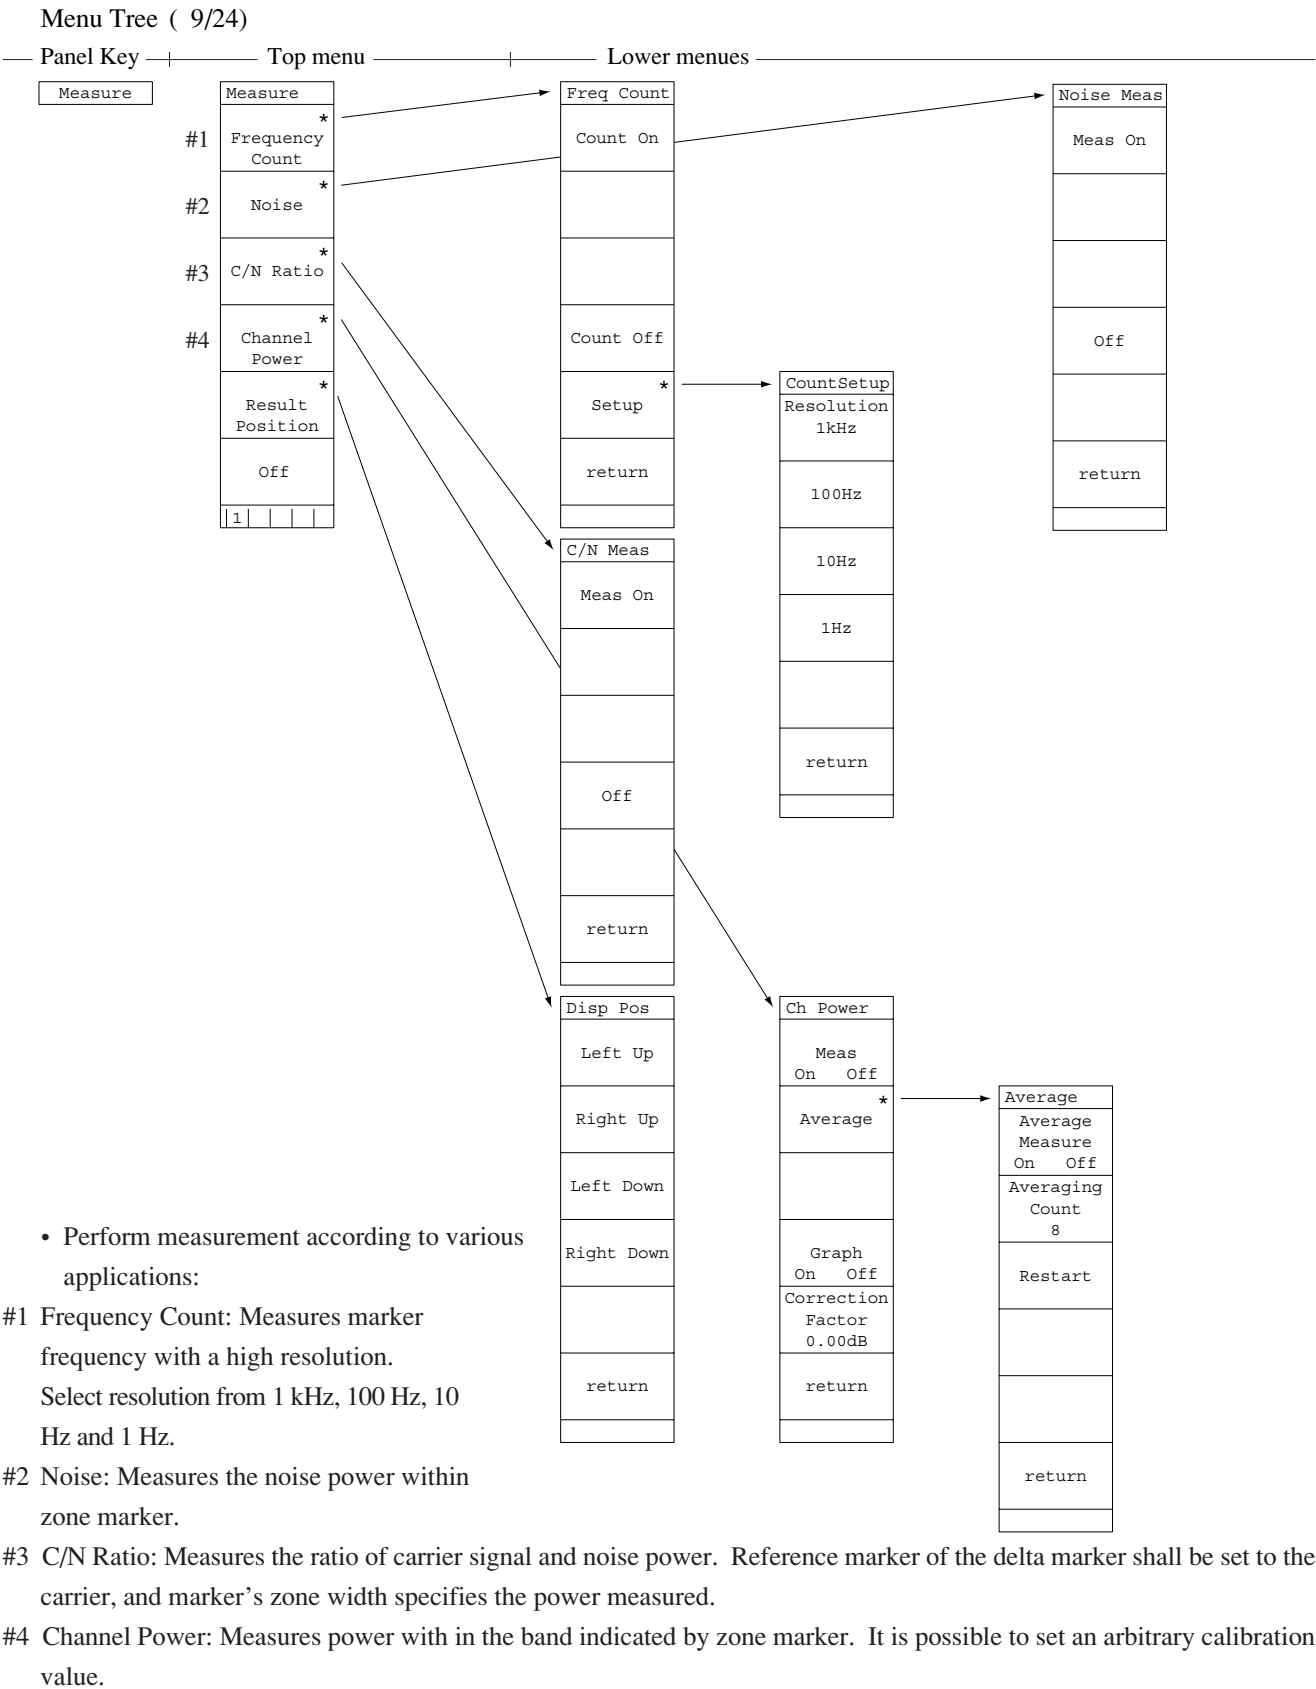 Menu Tree ( 9/24)
Panel Key
Top menu
Lower menues
Measure
Measure
#1
*
Frequency
Count
#2
*
Noise
#3
*
C/N Ratio
#4
*
Channel
Power
*
Result
Position
Off
1
Freq Count
Count On
Count Off
*
Setup
return
Noise Meas
Meas On
Off
return
CountSetup
Resolution
1kHz
100Hz
10Hz
1Hz
return
C/N Meas
Meas On
Off
return
Disp Pos
Left Up
Right Up
Left Down
Right Down
return
Ch Power
Meas
On Off
*
Average
Graph
On Off
Correction
Factor
0.00dB
return
Average
Average
Measure
On Off
Averaging
Count
8
Restart
return
• Perform measurement according to various
applications:
#1 Frequency Count: Measures marker
frequency with a high resolution.
Select resolution from 1 kHz, 100 Hz, 10
Hz and 1 Hz.
#2 Noise: Measures the noise power within
zone marker.
#3 C/N Ratio: Measures the ratio of carrier signal and noise power. Reference marker of the delta marker shall be set to the
carrier, and marker’s zone width specifies the power measured.
#4 Channel Power: Measures power with in the band indicated by zone marker. It is possible to set an arbitrary calibration
value.